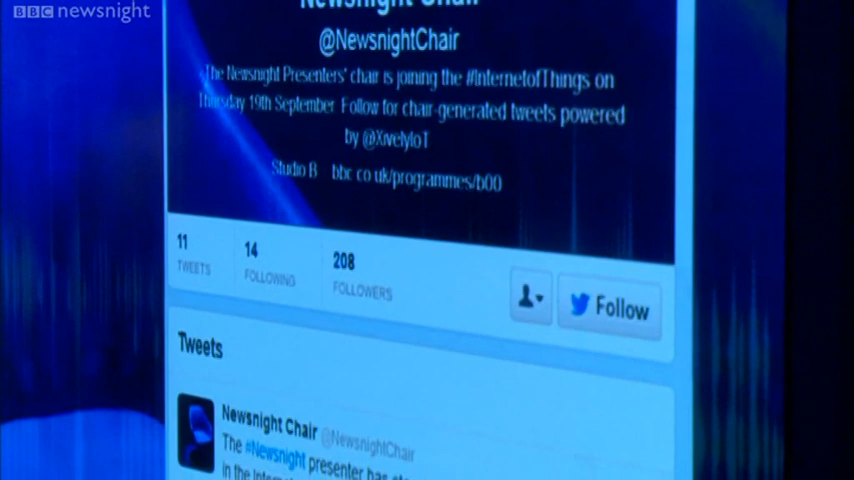 BBC newsnight
Newsnight Chair
@NewsnightChair
The Newsnight Presenters' chair is joining the #InternetofThings on
Thursday 19th September. Follow for chair-generated tweets powered
by @XivelyIoT
Studio B bbc.co.uk/programmes/b00
11
TWEETS
14
FOLLOWING
208
FOLLOWERS
Follow
Tweets
Newsnight Chair @NewsnightChair
The #Newsnight presenter has
in the